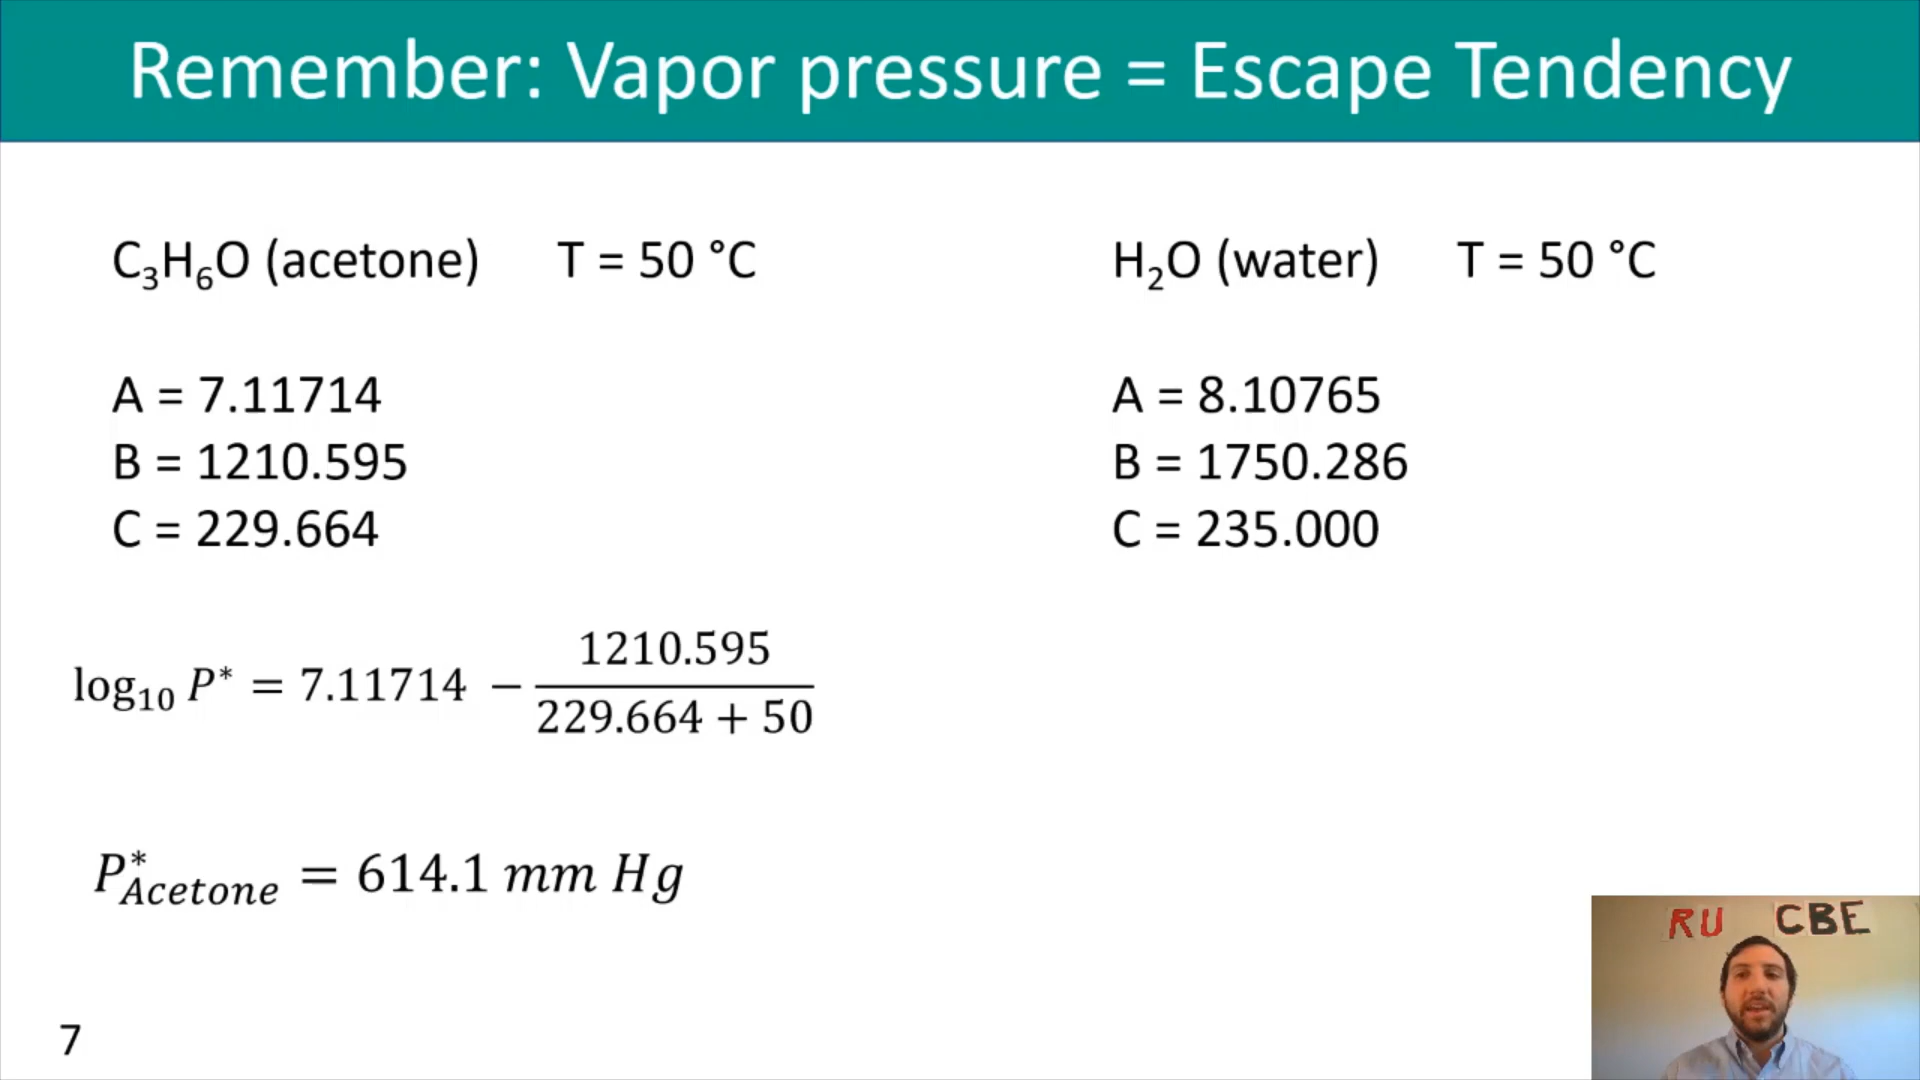 Remember: Vapor pressure = Escape Tendency
C₃H₆O (acetone) T = 50 °C
A = 7.11714
B = 1210.595
C = 229.664
log₁₀ P* = 7.11714 − 1210.595 / (229.664 + 50)
P*_Acetone = 614.1 mm Hg
H₂O (water) T = 50 °C
A = 8.10765
B = 1750.286
C = 235.000
7
RU CBE